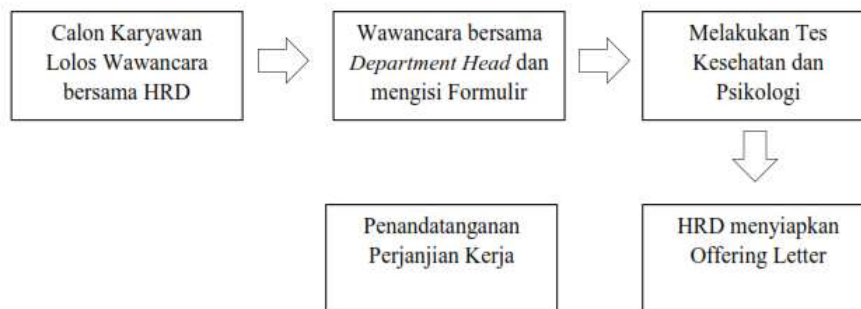 Calon Karyawan
Lolos Wawancara
bersama HRD
Wawancara bersama
Department Head dan
mengisi Formulir
Melakukan Tes
Kesehatan dan
Psikologi
HRD menyiapkan
Offering Letter
Penandatanganan
Perjanjian Kerja